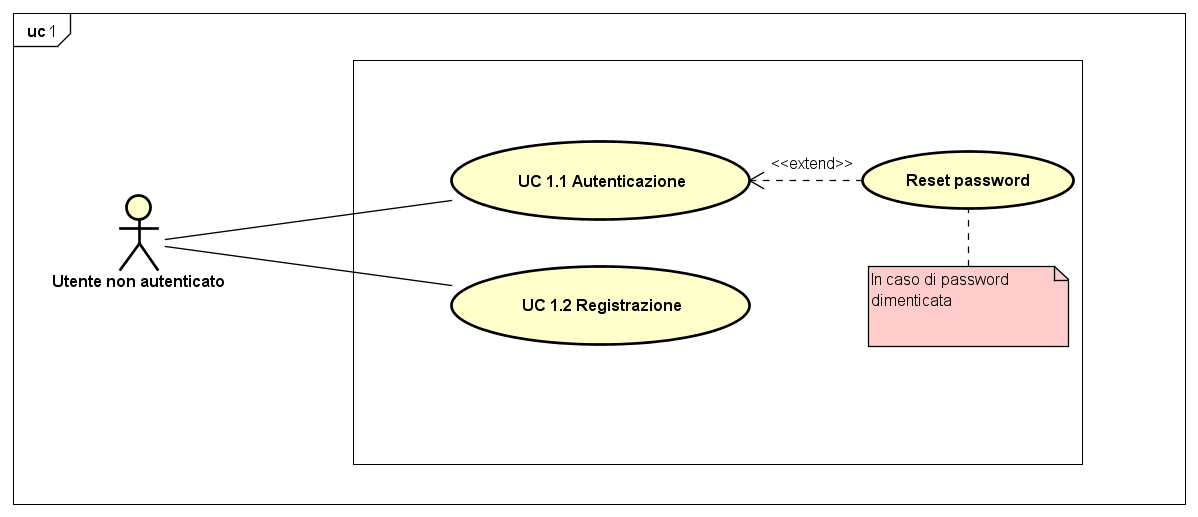 uc 1
<<extend>>
UC 1.1 Autenticazione
Reset password
Utente non autenticato
In caso di password
dimenticata
UC 1.2 Registrazione